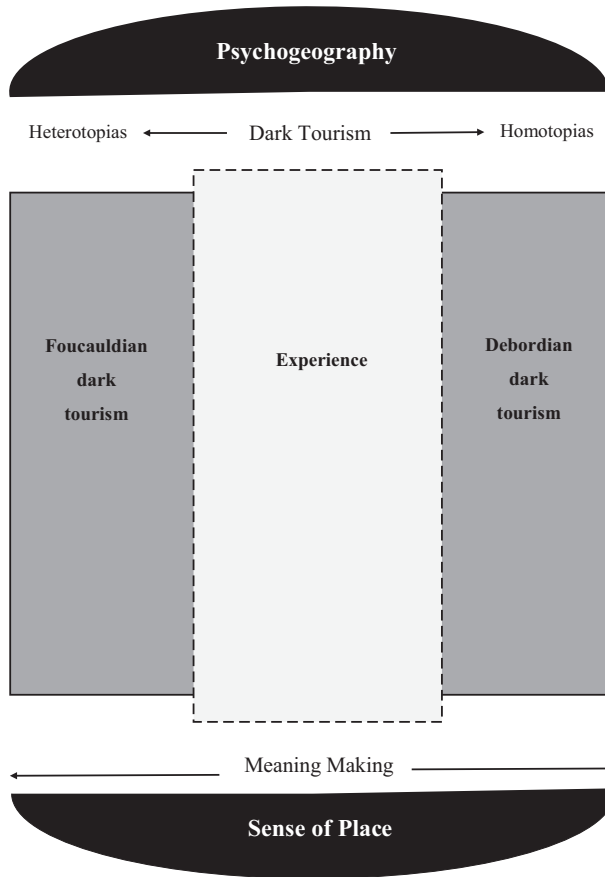 Psychogeography
Heterotopias Dark Tourism Homotopias
Foucauldian
dark
tourism
Experience
Debordian
dark
tourism
Meaning Making
Sense of Place